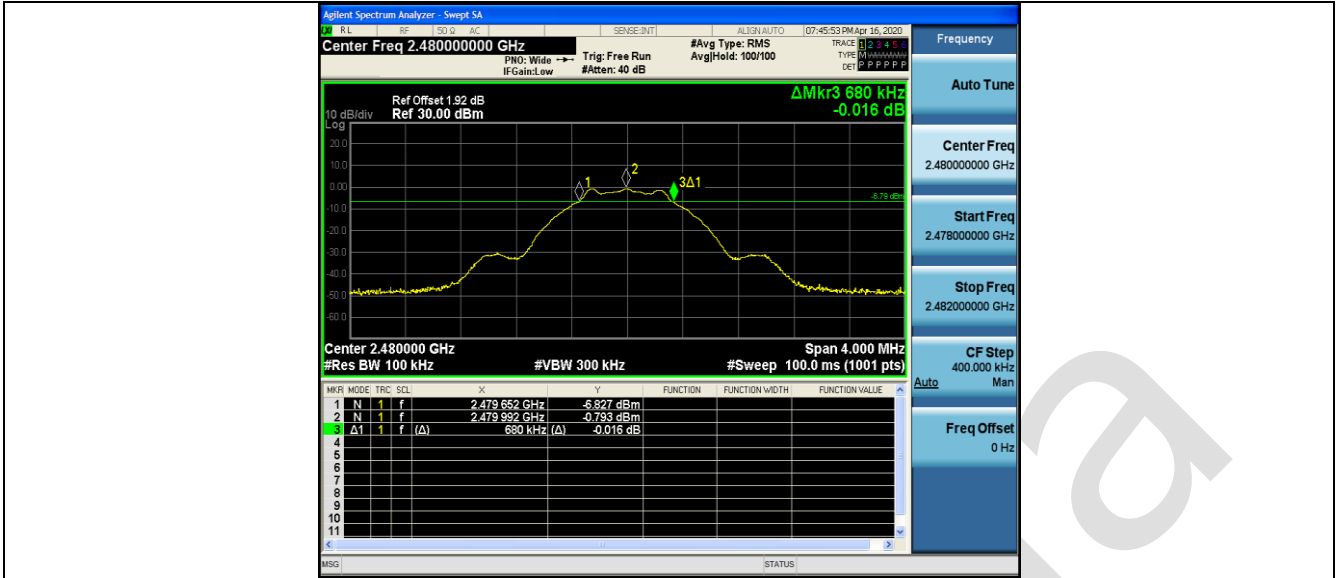 Agilent Spectrum Analyzer - Swept SA
RL RF 50 Ω AC SENSE:INT ALIGN AUTO 07:45:53 PM Apr 16, 2020
Center Freq 2.480000000 GHz
PNO: Wide
IFGain:Low
Trig: Free Run
#Atten: 40 dB
#Avg Type: RMS
Avg|Hold: 100/100
TRACE 1 2 3 4 5 6
TYPE M
DET P P P P P P
ΔMkr3 680 kHz
-0.016 dB
Ref Offset 1.92 dB
Ref 30.00 dBm
10 dB/div
Log
20.0
10.0
0.00
-10.0
-20.0
-30.0
-40.0
-50.0
-60.0
1
2
3Δ1
-6.79 dBm
Center 2.480000 GHz Span 4.000 MHz
#Res BW 100 kHz #VBW 300 kHz #Sweep 100.0 ms (1001 pts)
MKR MODE TRC SCL X Y FUNCTION FUNCTION WIDTH FUNCTION VALUE
1 N 1 f 2.479 652 GHz -6.827 dBm
2 N 1 f 2.479 992 GHz -0.793 dBm
3 Δ1 1 f (Δ) 680 kHz (Δ) -0.016 dB
4
5
6
7
8
9
10
11
MSG STATUS
Frequency
Auto Tune
Center Freq
2.480000000 GHz
Start Freq
2.478000000 GHz
Stop Freq
2.482000000 GHz
CF Step
400.000 kHz
Auto Man
Freq Offset
0 Hz